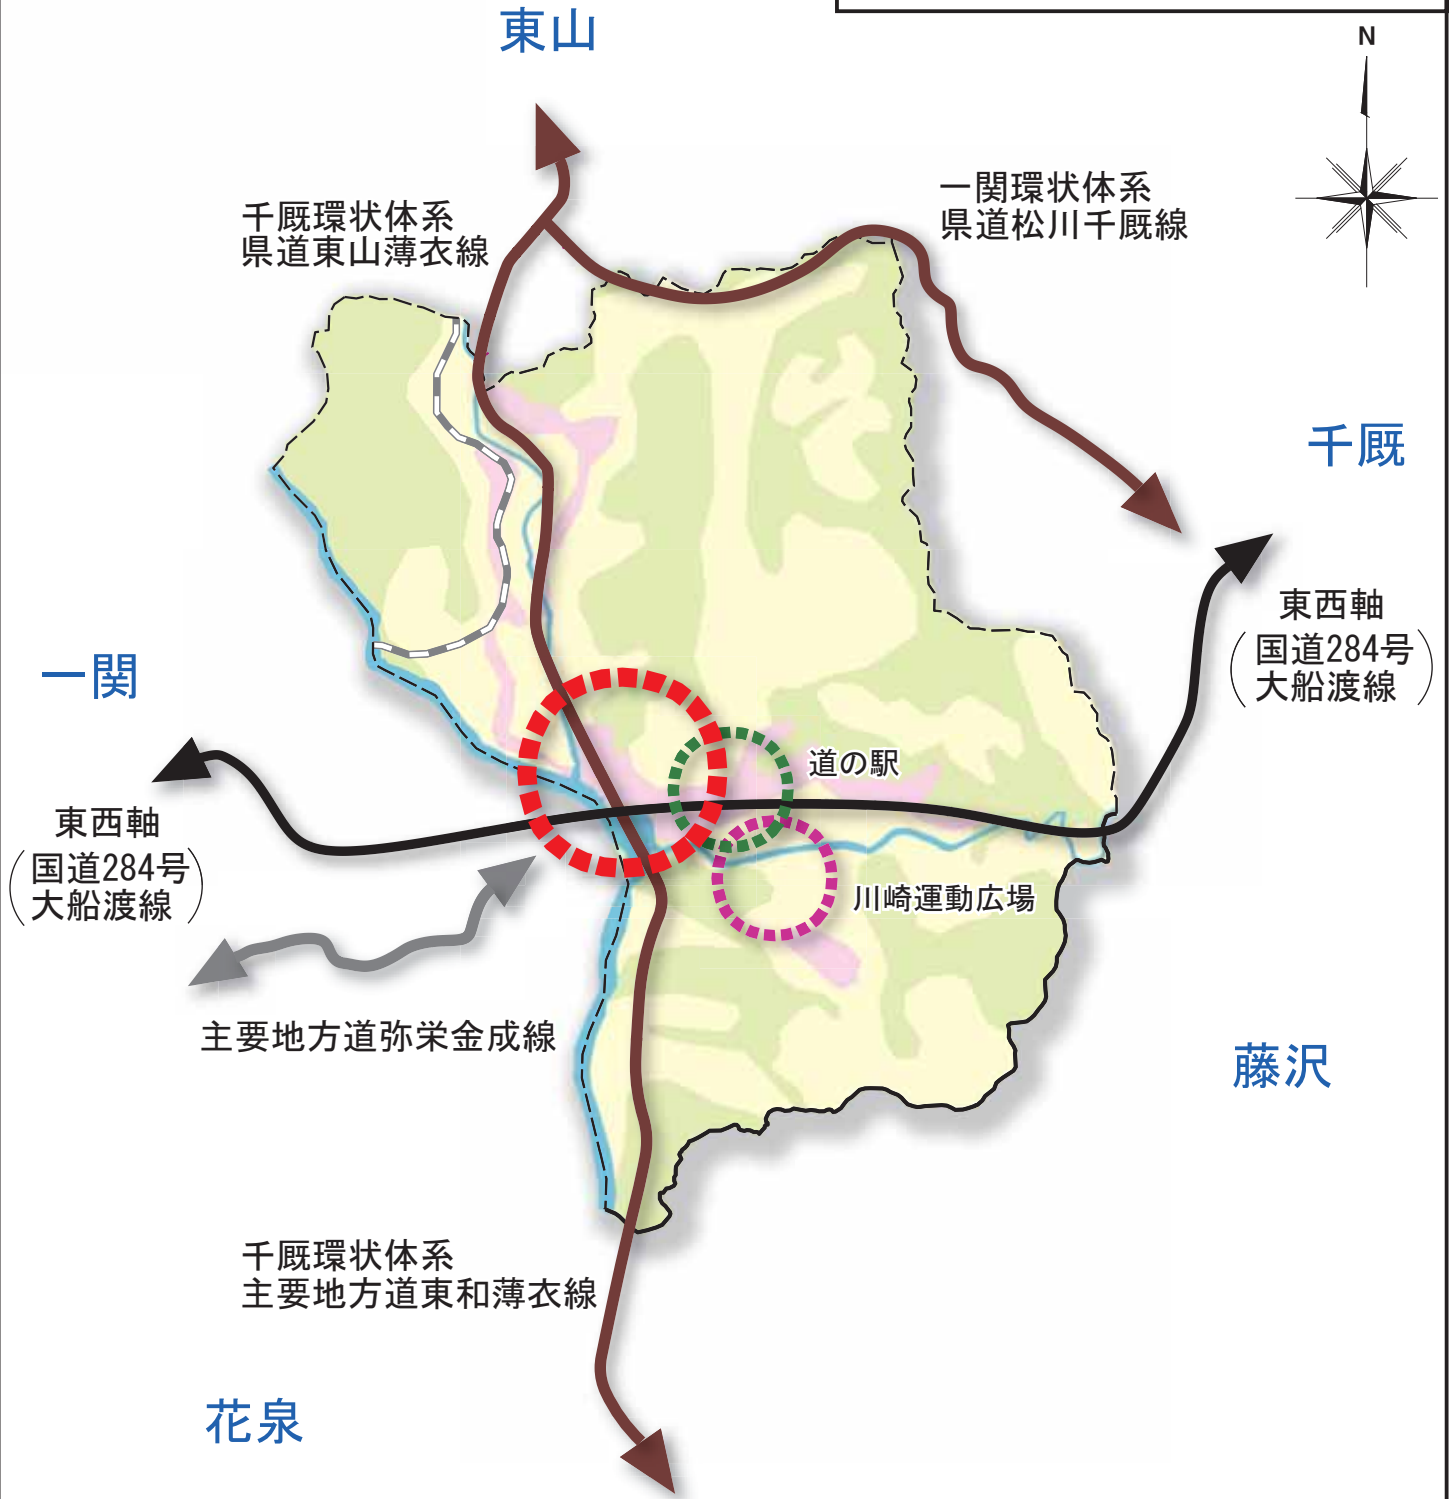 東山
N
千厩環状体系
県道東山薄衣線
一関環状体系
県道松川千厩線
千厩
東西軸
(国道284号
大船渡線)
一関
道の駅
東西軸
(国道284号
大船渡線)
川崎運動広場
主要地方道弥栄金成線
藤沢
千厩環状体系
主要地方道東和薄衣線
花泉